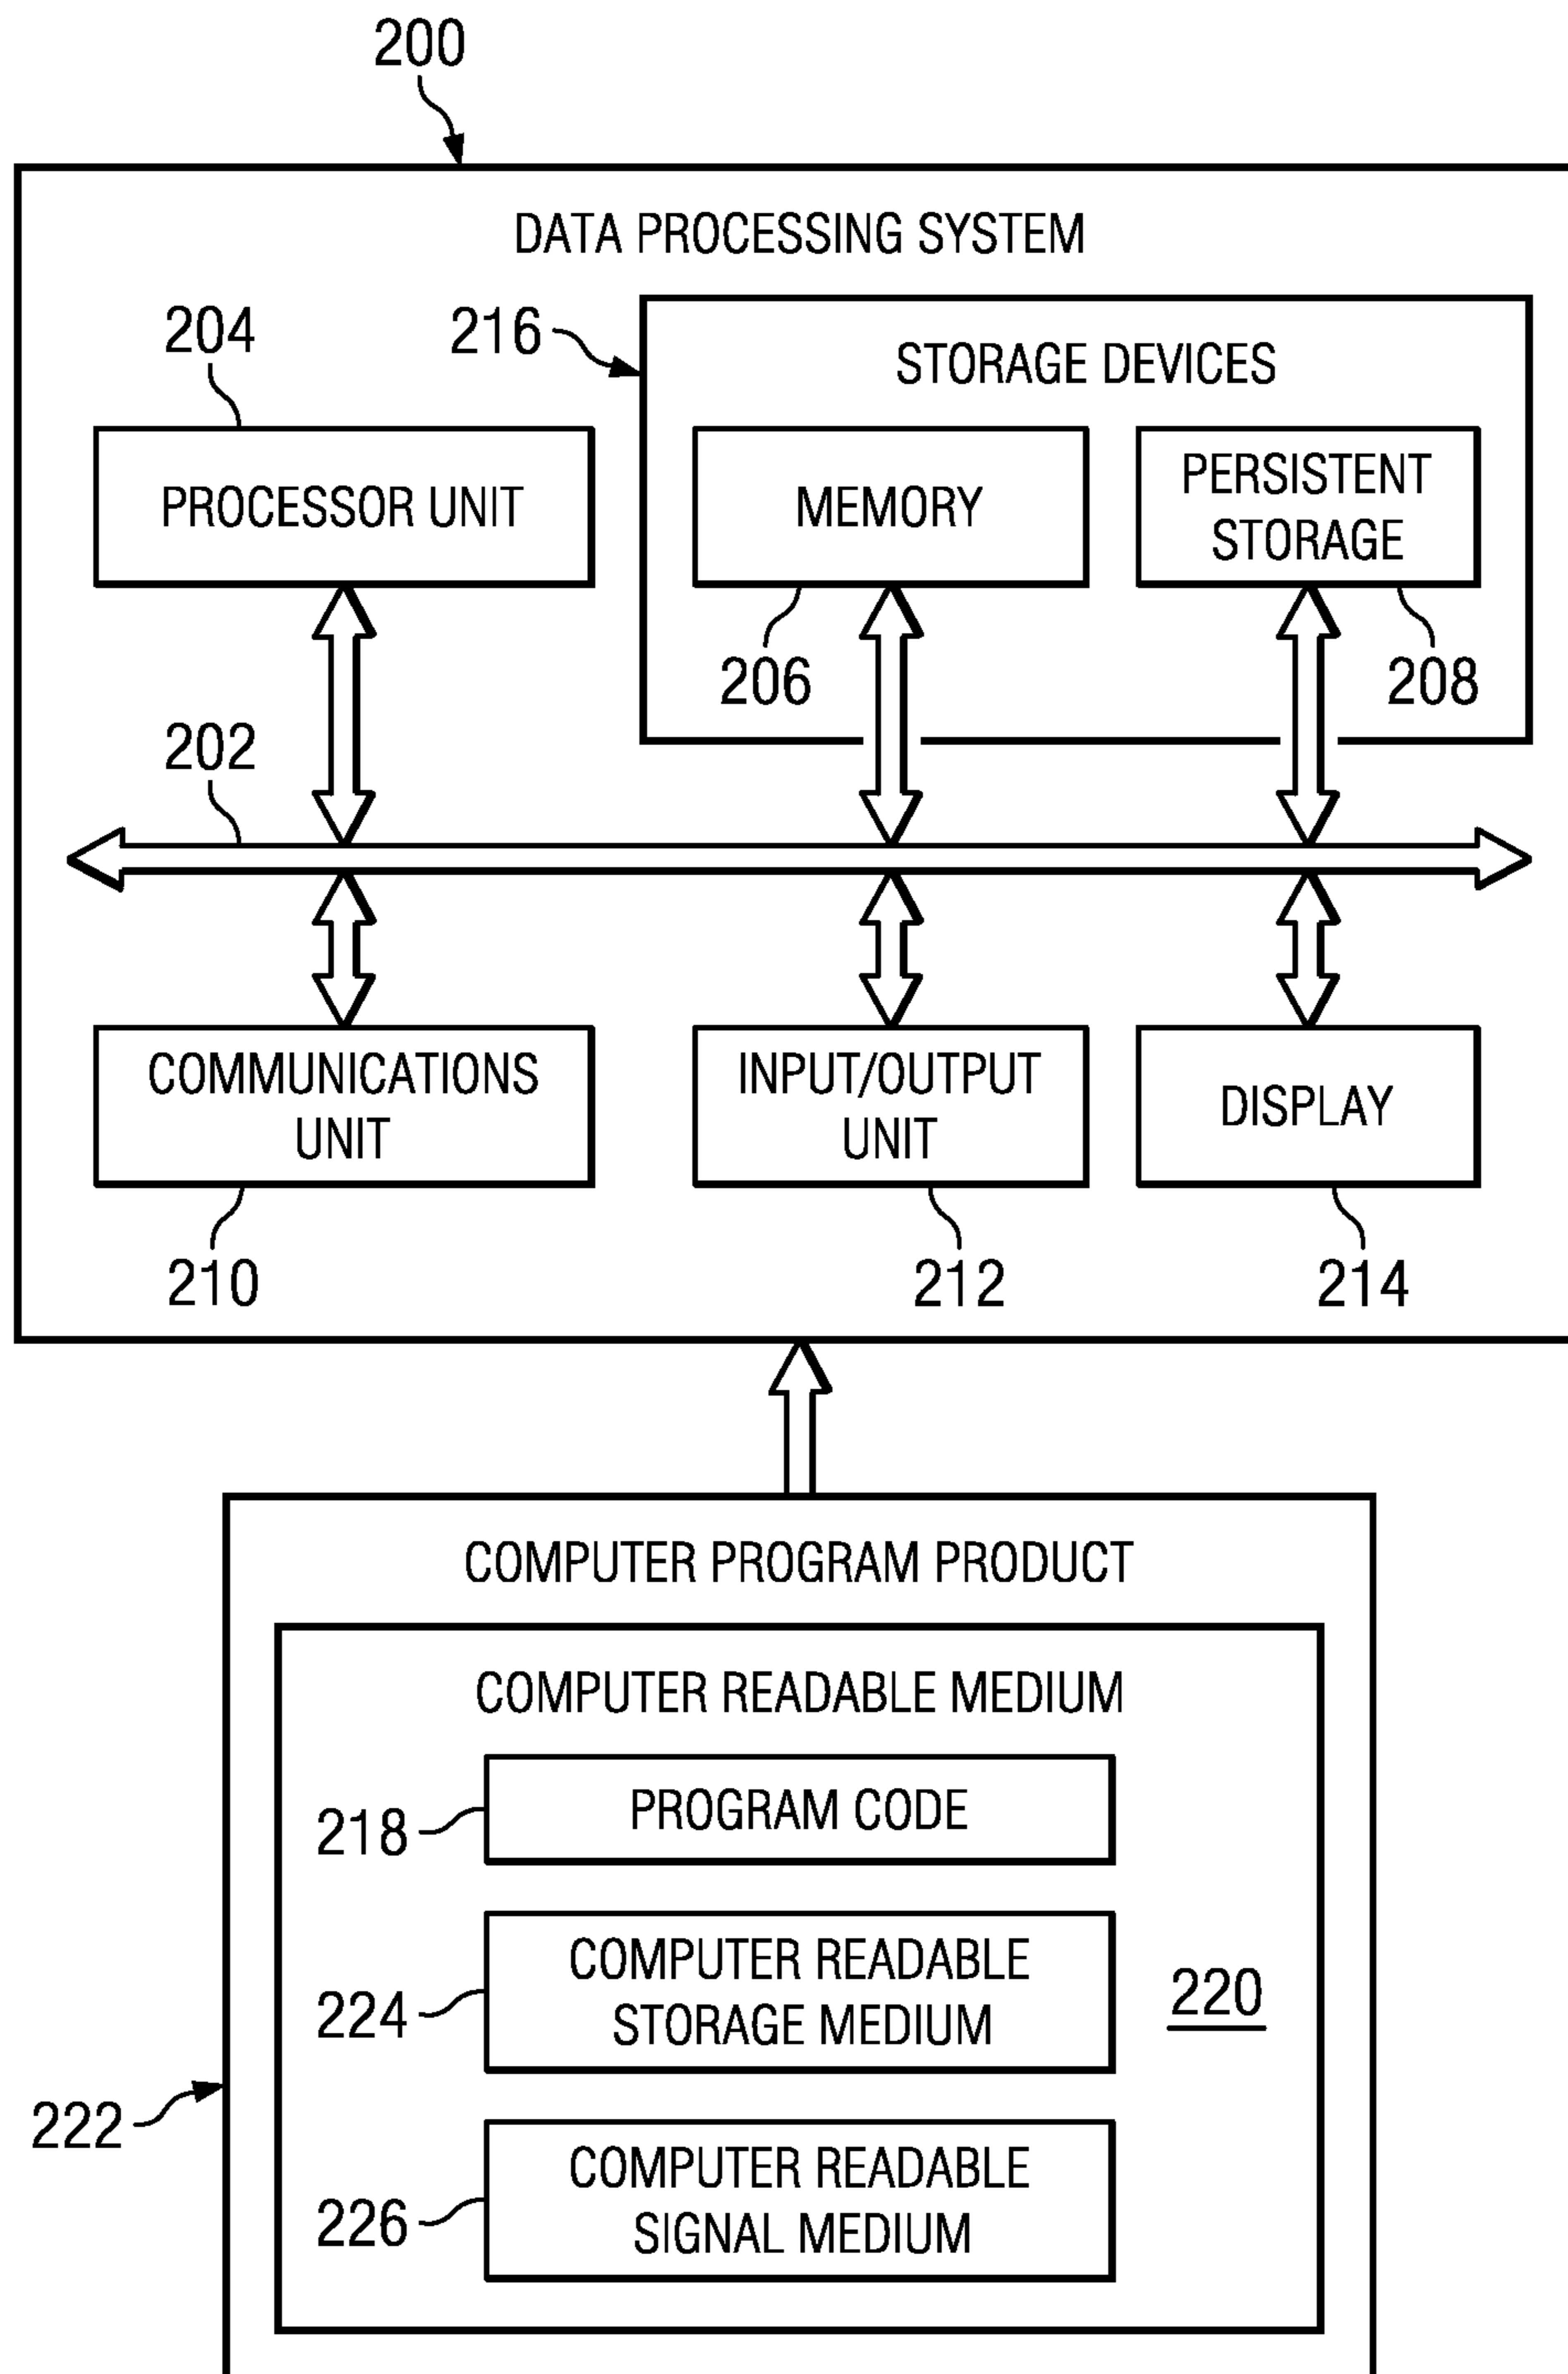 200
DATA PROCESSING SYSTEM
204
216
STORAGE DEVICES
PROCESSOR UNIT
MEMORY
PERSISTENT
STORAGE
206
208
202
COMMUNICATIONS
UNIT
INPUT/OUTPUT
UNIT
DISPLAY
210
212
214
COMPUTER PROGRAM PRODUCT
COMPUTER READABLE MEDIUM
218
PROGRAM CODE
224
COMPUTER READABLE
STORAGE MEDIUM
220
222
226
COMPUTER READABLE
SIGNAL MEDIUM